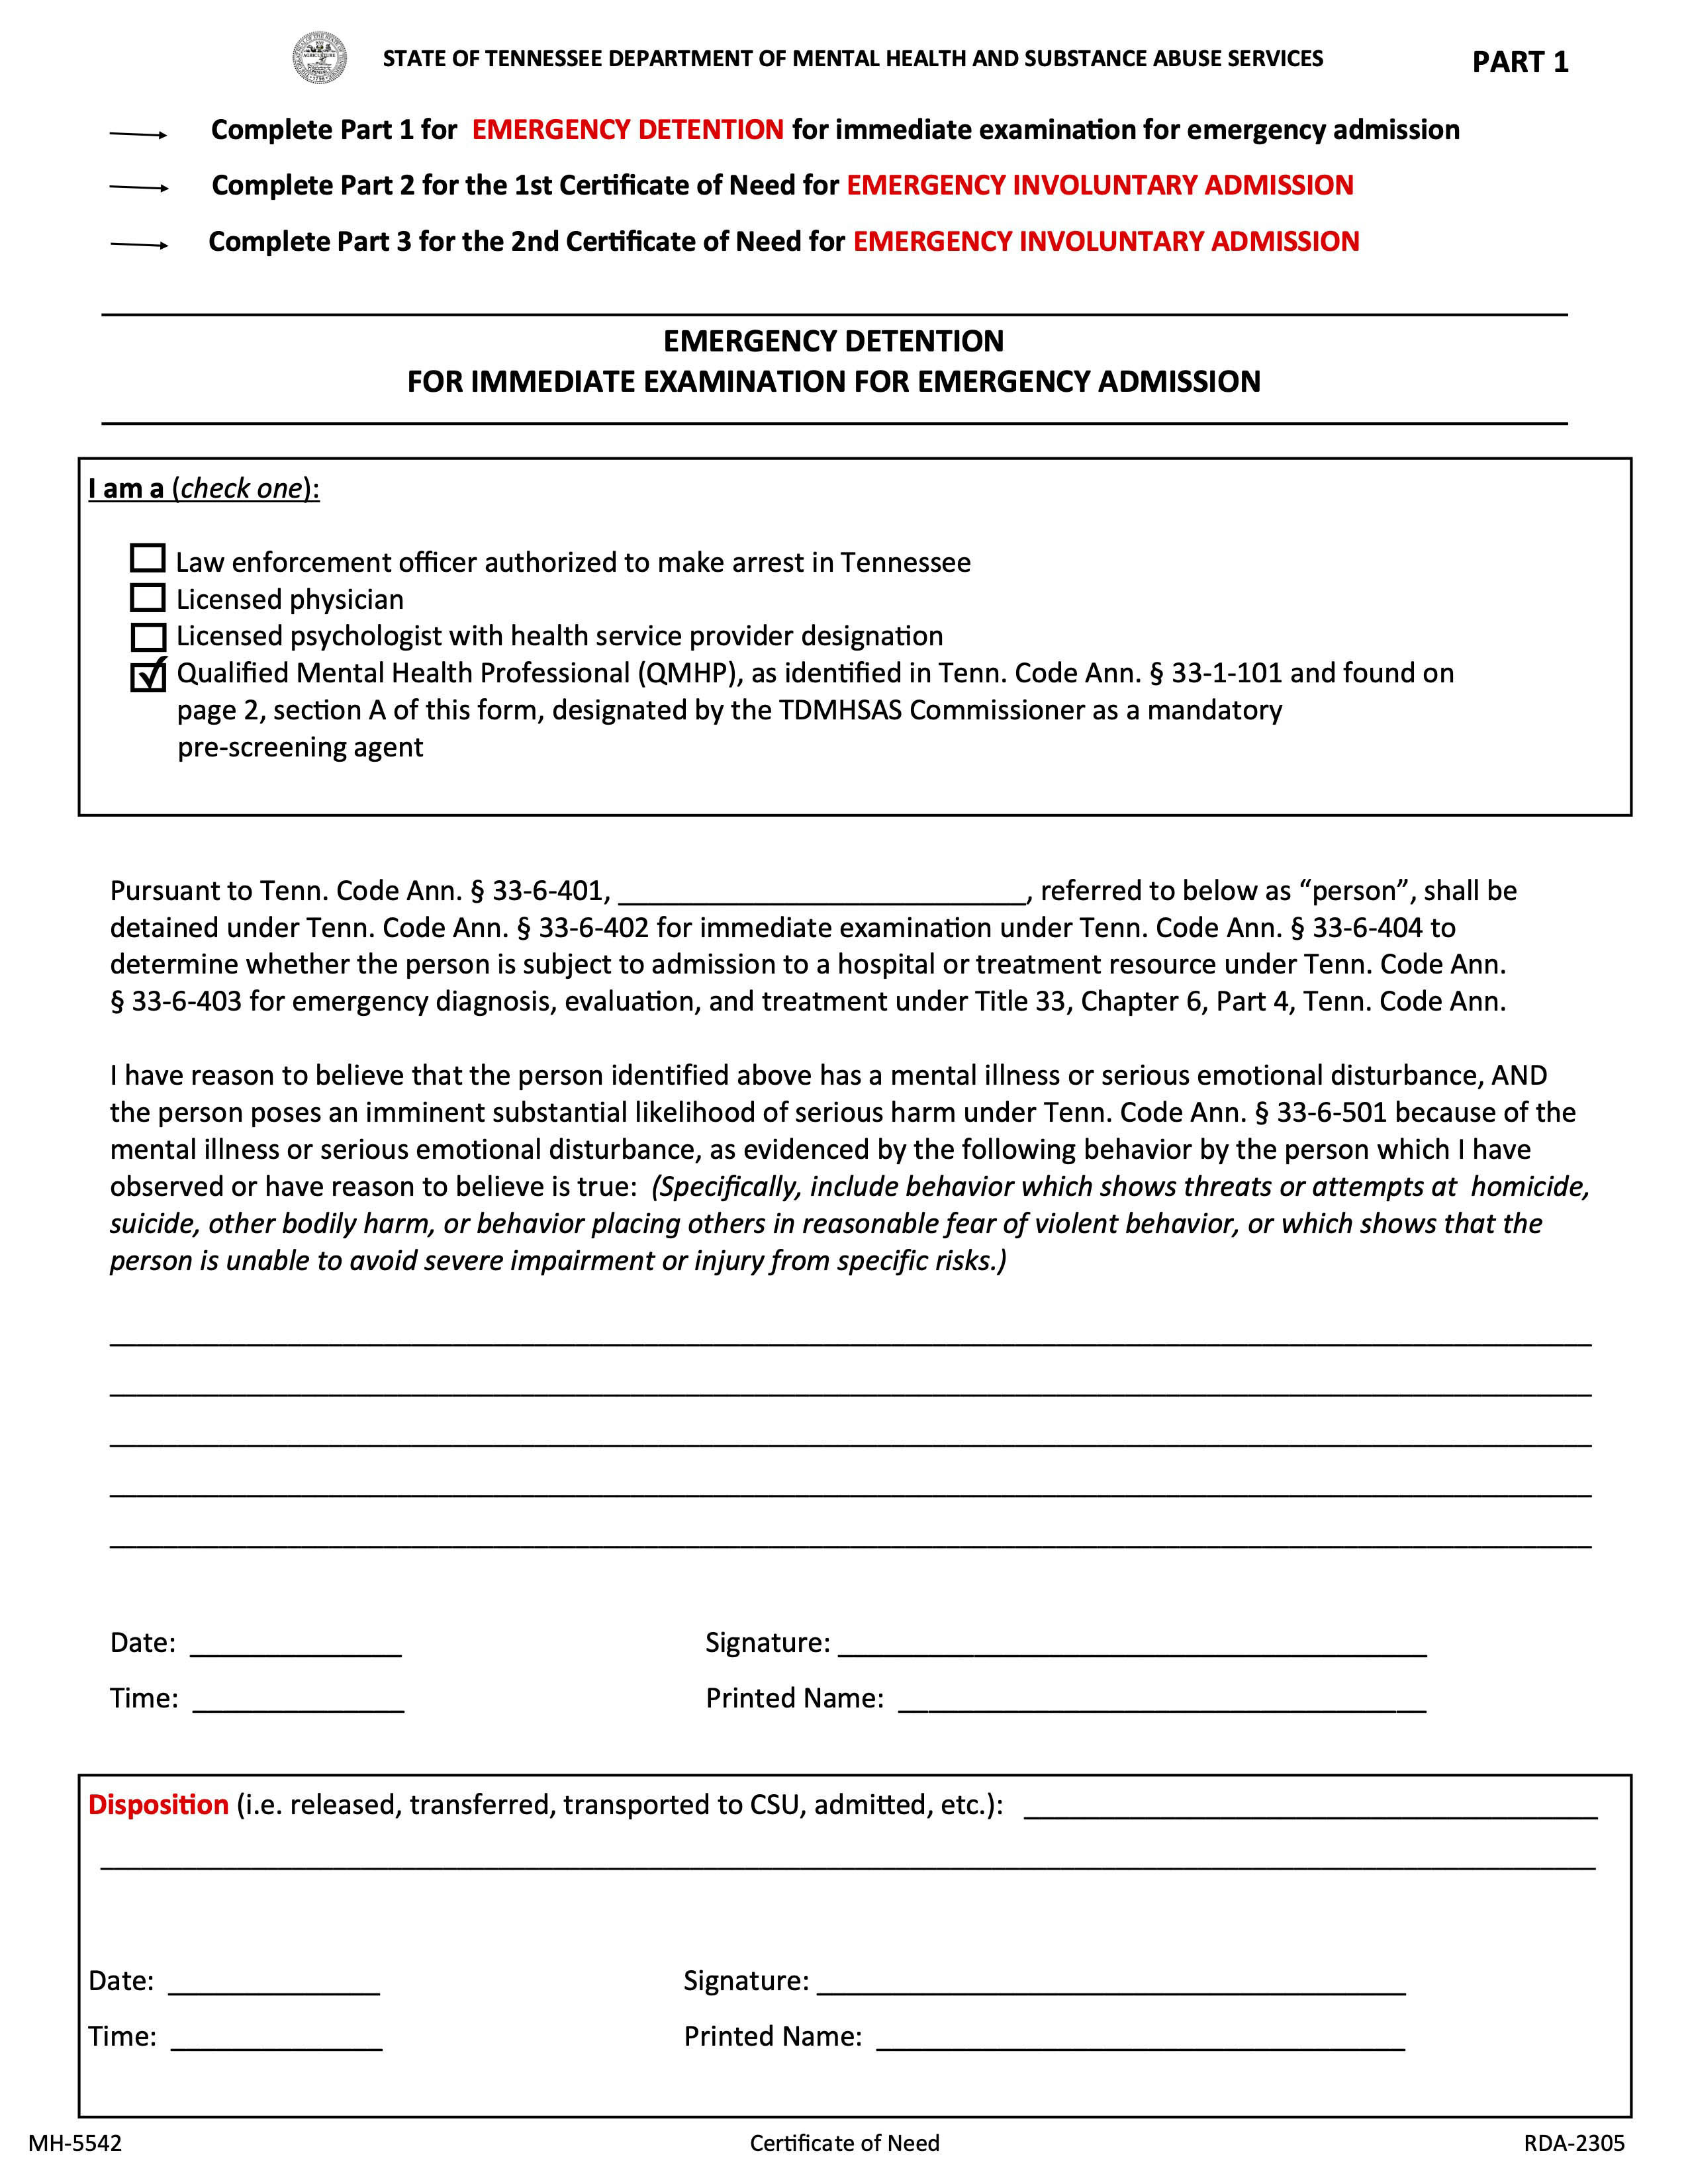 STATE OF TENNESSEE DEPARTMENT OF MENTAL HEALTH AND SUBSTANCE ABUSE SERVICES
PART 1
Complete Part 1 for EMERGENCY DETENTION for immediate examination for emergency admission
Complete Part 2 for the 1st Certificate of Need for EMERGENCY INVOLUNTARY ADMISSION
Complete Part 3 for the 2nd Certificate of Need for EMERGENCY INVOLUNTARY ADMISSION
EMERGENCY DETENTION
FOR IMMEDIATE EXAMINATION FOR EMERGENCY ADMISSION
I am a (check one):
Law enforcement officer authorized to make arrest in Tennessee
Licensed physician
Licensed psychologist with health service provider designation
Qualified Mental Health Professional (QMHP), as identified in Tenn. Code Ann. § 33-1-101 and found on
page 2, section A of this form, designated by the TDMHSAS Commissioner as a mandatory
pre-screening agent
Pursuant to Tenn. Code Ann. § 33-6-401, ___________________________, referred to below as “person”, shall be
detained under Tenn. Code Ann. § 33-6-402 for immediate examination under Tenn. Code Ann. § 33-6-404 to
determine whether the person is subject to admission to a hospital or treatment resource under Tenn. Code Ann.
§ 33-6-403 for emergency diagnosis, evaluation, and treatment under Title 33, Chapter 6, Part 4, Tenn. Code Ann.
I have reason to believe that the person identified above has a mental illness or serious emotional disturbance, AND
the person poses an imminent substantial likelihood of serious harm under Tenn. Code Ann. § 33-6-501 because of the
mental illness or serious emotional disturbance, as evidenced by the following behavior by the person which I have
observed or have reason to believe is true: (Specifically, include behavior which shows threats or attempts at homicide,
suicide, other bodily harm, or behavior placing others in reasonable fear of violent behavior, or which shows that the
person is unable to avoid severe impairment or injury from specific risks.)
Date: ______________ Signature: _______________________________________
Time: ______________ Printed Name: ___________________________________
Disposition (i.e. released, transferred, transported to CSU, admitted, etc.): ______________________________________
Date: ______________ Signature: _______________________________________
Time: ______________ Printed Name: ___________________________________
MH-5542
Certificate of Need
RDA-2305